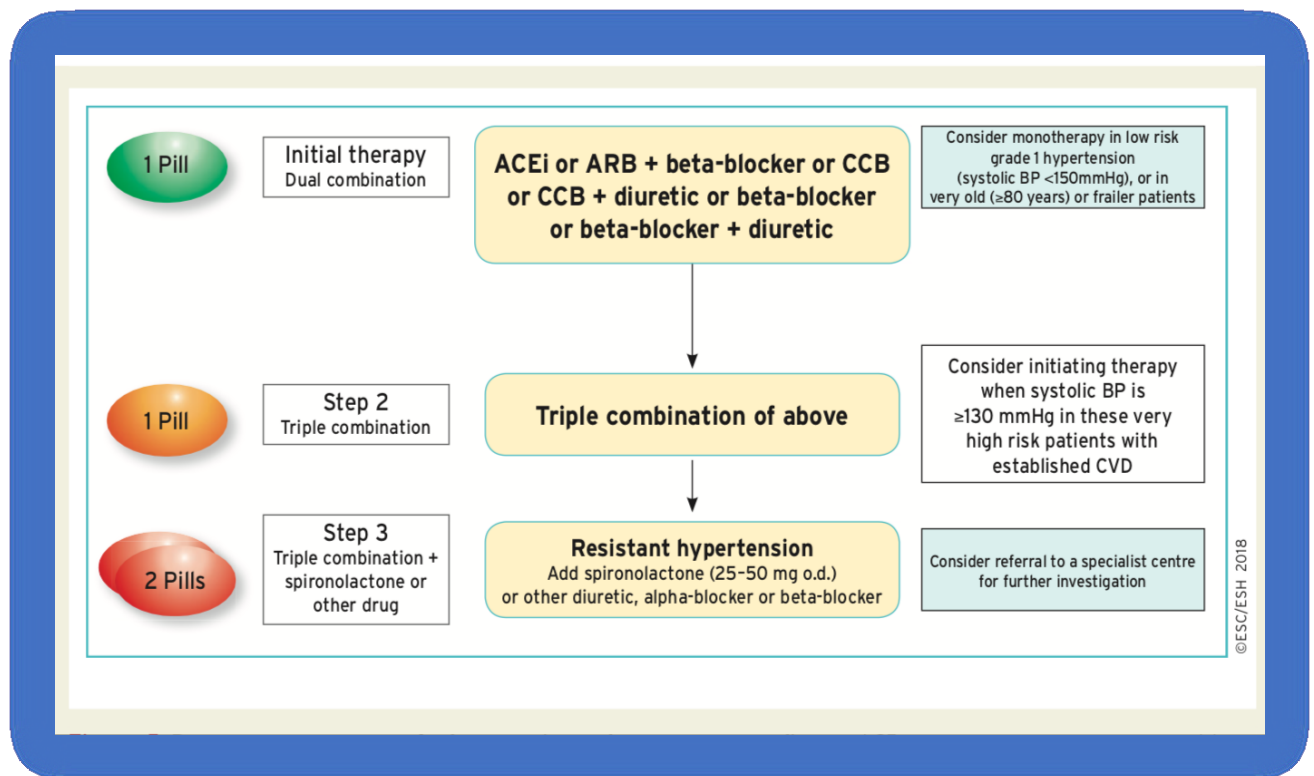 1 Pill
Initial therapy
Dual combination
ACEi or ARB + beta-blocker or CCB
or CCB + diuretic or beta-blocker
or beta-blocker + diuretic
Consider monotherapy in low risk
grade 1 hypertension
(systolic BP <150mmHg), or in
very old (≥80 years) or frailer patients
1 Pill
Step 2
Triple combination
Triple combination of above
Consider initiating therapy
when systolic BP is
≥130 mmHg in these very
high risk patients with
established CVD
2 Pills
Step 3
Triple combination +
spironolactone or
other drug
Resistant hypertension
Add spironolactone (25–50 mg o.d.)
or other diuretic, alpha-blocker or beta-blocker
Consider referral to a specialist centre
for further investigation
©ESC/ESH 2018